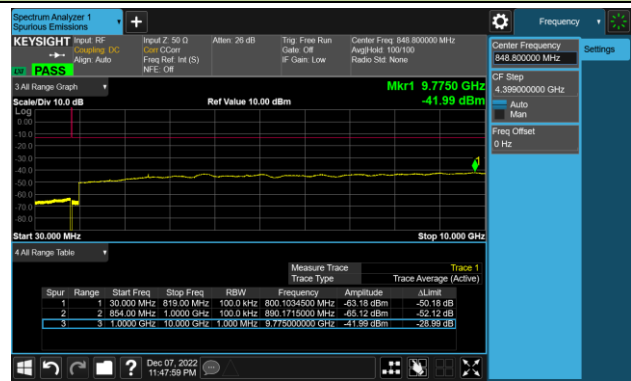 Spectrum Analyzer 1
Spurious Emissions
Frequency
KEYSIGHT
Input: RF
Coupling: DC
Align: Auto
Input Z: 50 Ω
Corr CCorr
Freq Ref: Int (S)
NFE: Off
Atten: 26 dB
Trig: Free Run
Gate: Off
IF Gain: Low
Center Freq: 848.800000 MHz
Avg|Hold: 100/100
Radio Std: None
PASS
Center Frequency
848.800000 MHz
Settings
CF Step
4.399000000 GHz
Auto
Man
Freq Offset
0 Hz
3 All Range Graph
Mkr1 9.7750 GHz
Scale/Div 10.0 dB
Ref Value 10.00 dBm
-41.99 dBm
Log
0.00
-10.0
-20.0
-30.0
-40.0
-50.0
-60.0
-70.0
-80.0
1
Start 30.000 MHz
Stop 10.000 GHz
4 All Range Table
Measure Trace Trace 1
Trace Type Trace Average (Active)
Spur Range Start Freq Stop Freq RBW Frequency Amplitude ΔLimit
1 1 30.000 MHz 819.00 MHz 100.0 kHz 800.1034500 MHz -63.18 dBm -50.18 dB
2 2 854.00 MHz 1.0000 GHz 100.0 kHz 890.1715000 MHz -65.12 dBm -52.12 dB
3 3 1.0000 GHz 10.000 GHz 1.000 MHz 9.775000000 GHz -41.99 dBm -28.99 dB
?
Dec 07, 2022
11:47:59 PM